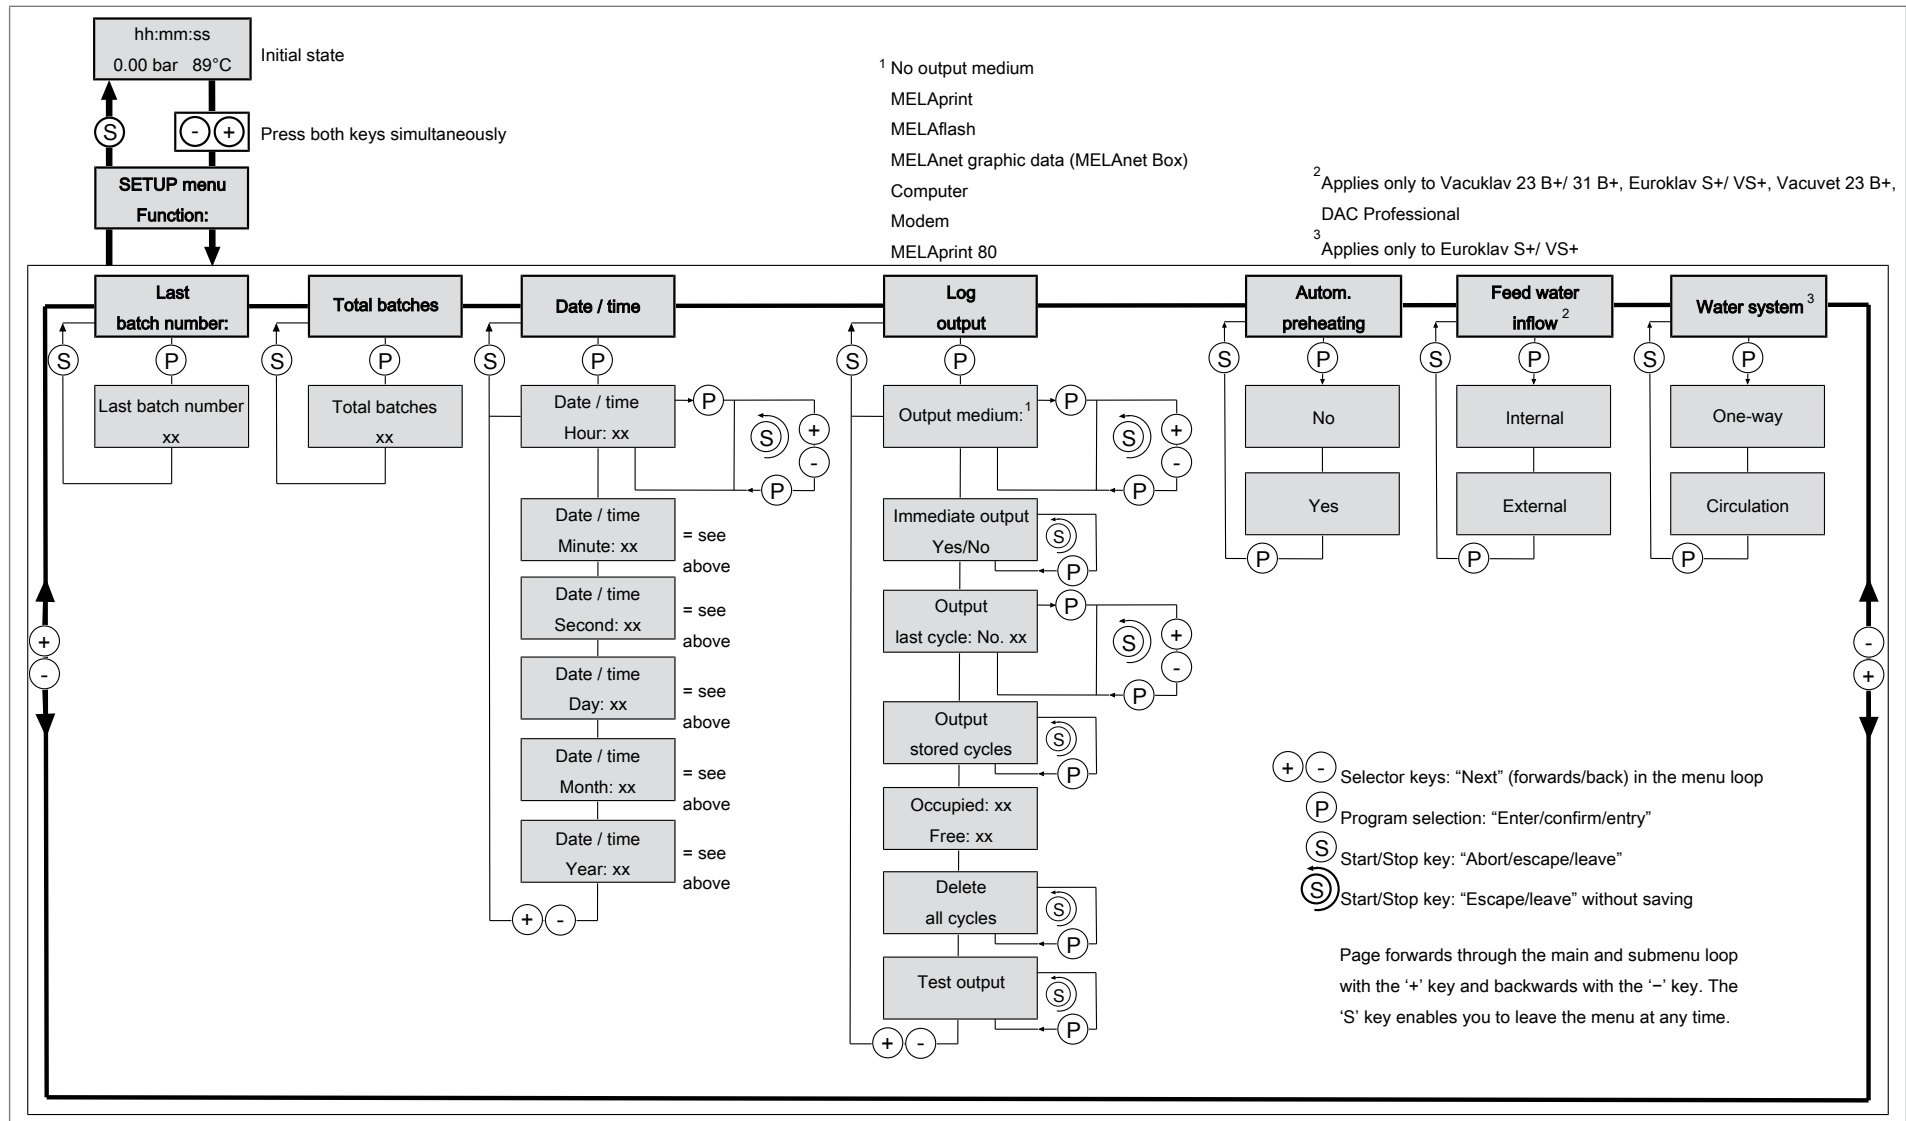 hh:mm:ss
0.00 bar 89°C
Initial state
S
- +
Press both keys simultaneously
SETUP menu
Function:
1 No output medium
MELAprint
MELAflash
MELAnet graphic data (MELAnet Box)
Computer
Modem
MELAprint 80
2 Applies only to Vacuklav 23 B+/ 31 B+, Euroklav S+/ VS+, Vacuvet 23 B+,
DAC Professional
3 Applies only to Euroklav S+/ VS+
Last
batch number:
S P
Last batch number
xx
Total batches
S P
Total batches
xx
Date / time
S P
Date / time
Hour: xx
P
S
+
-
P
Date / time
Minute: xx
= see
above
Date / time
Second: xx
= see
above
Date / time
Day: xx
= see
above
Date / time
Month: xx
= see
above
Date / time
Year: xx
= see
above
+ -
Log
output
S P
Output medium: 1
P
S
+
-
P
Immediate output
Yes/No
S
P
Output
last cycle: No. xx
P
S
+
-
P
Output
stored cycles
S
P
Occupied: xx
Free: xx
Delete
all cycles
S
P
Test output
S
P
+ -
Autom.
preheating
S P
No
Yes
P
Feed water
inflow 2
S P
Internal
External
P
Water system 3
S P
One-way
Circulation
P
+
-
-
+
+ - Selector keys: “Next” (forwards/back) in the menu loop
P Program selection: “Enter/confirm/entry”
S Start/Stop key: “Abort/escape/leave”
S Start/Stop key: “Escape/leave” without saving
Page forwards through the main and submenu loop
with the ‘+’ key and backwards with the ‘−’ key. The
‘S’ key enables you to leave the menu at any time.